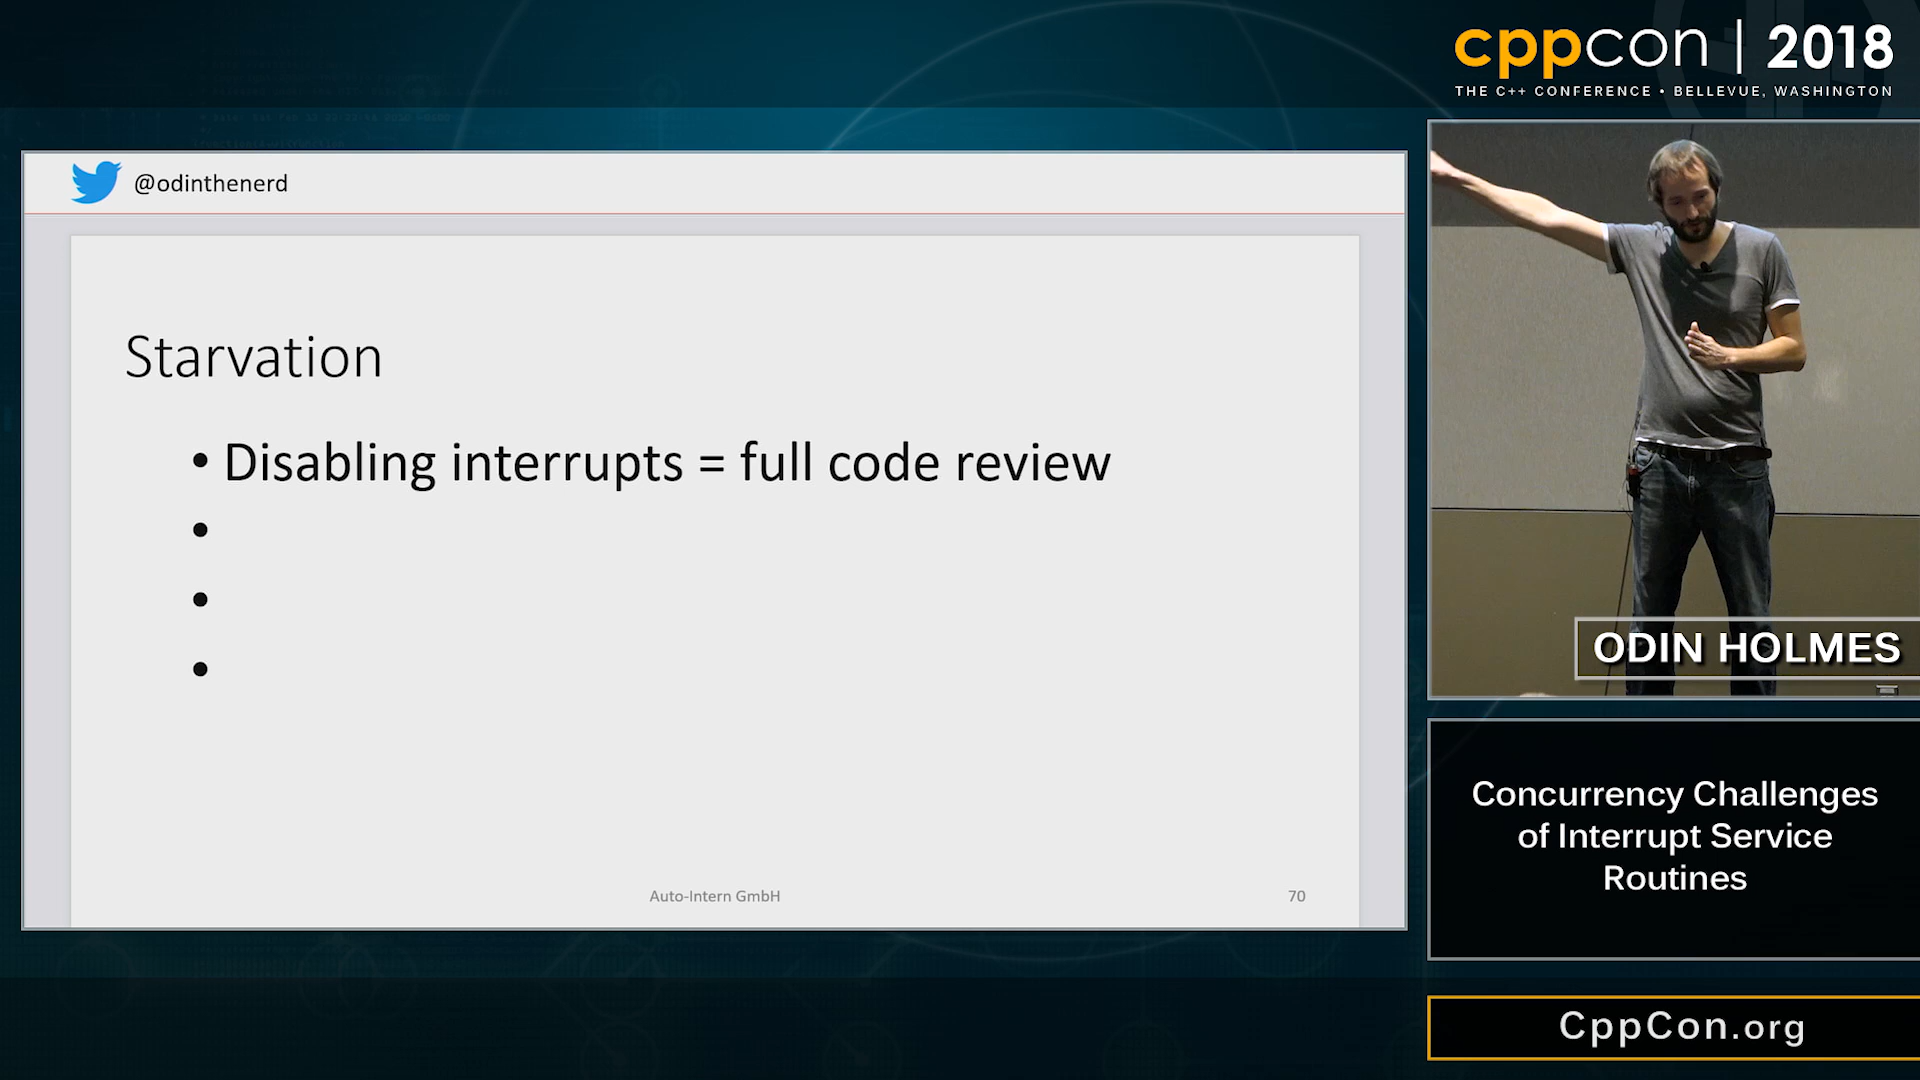 cppcon | 2018
THE C++ CONFERENCE • BELLEVUE, WASHINGTON
@odinthenerd
Starvation
• Disabling interrupts = full code review
•
•
•
Auto-Intern GmbH
70
ODIN HOLMES
Concurrency Challenges
of Interrupt Service
Routines
CppCon.org